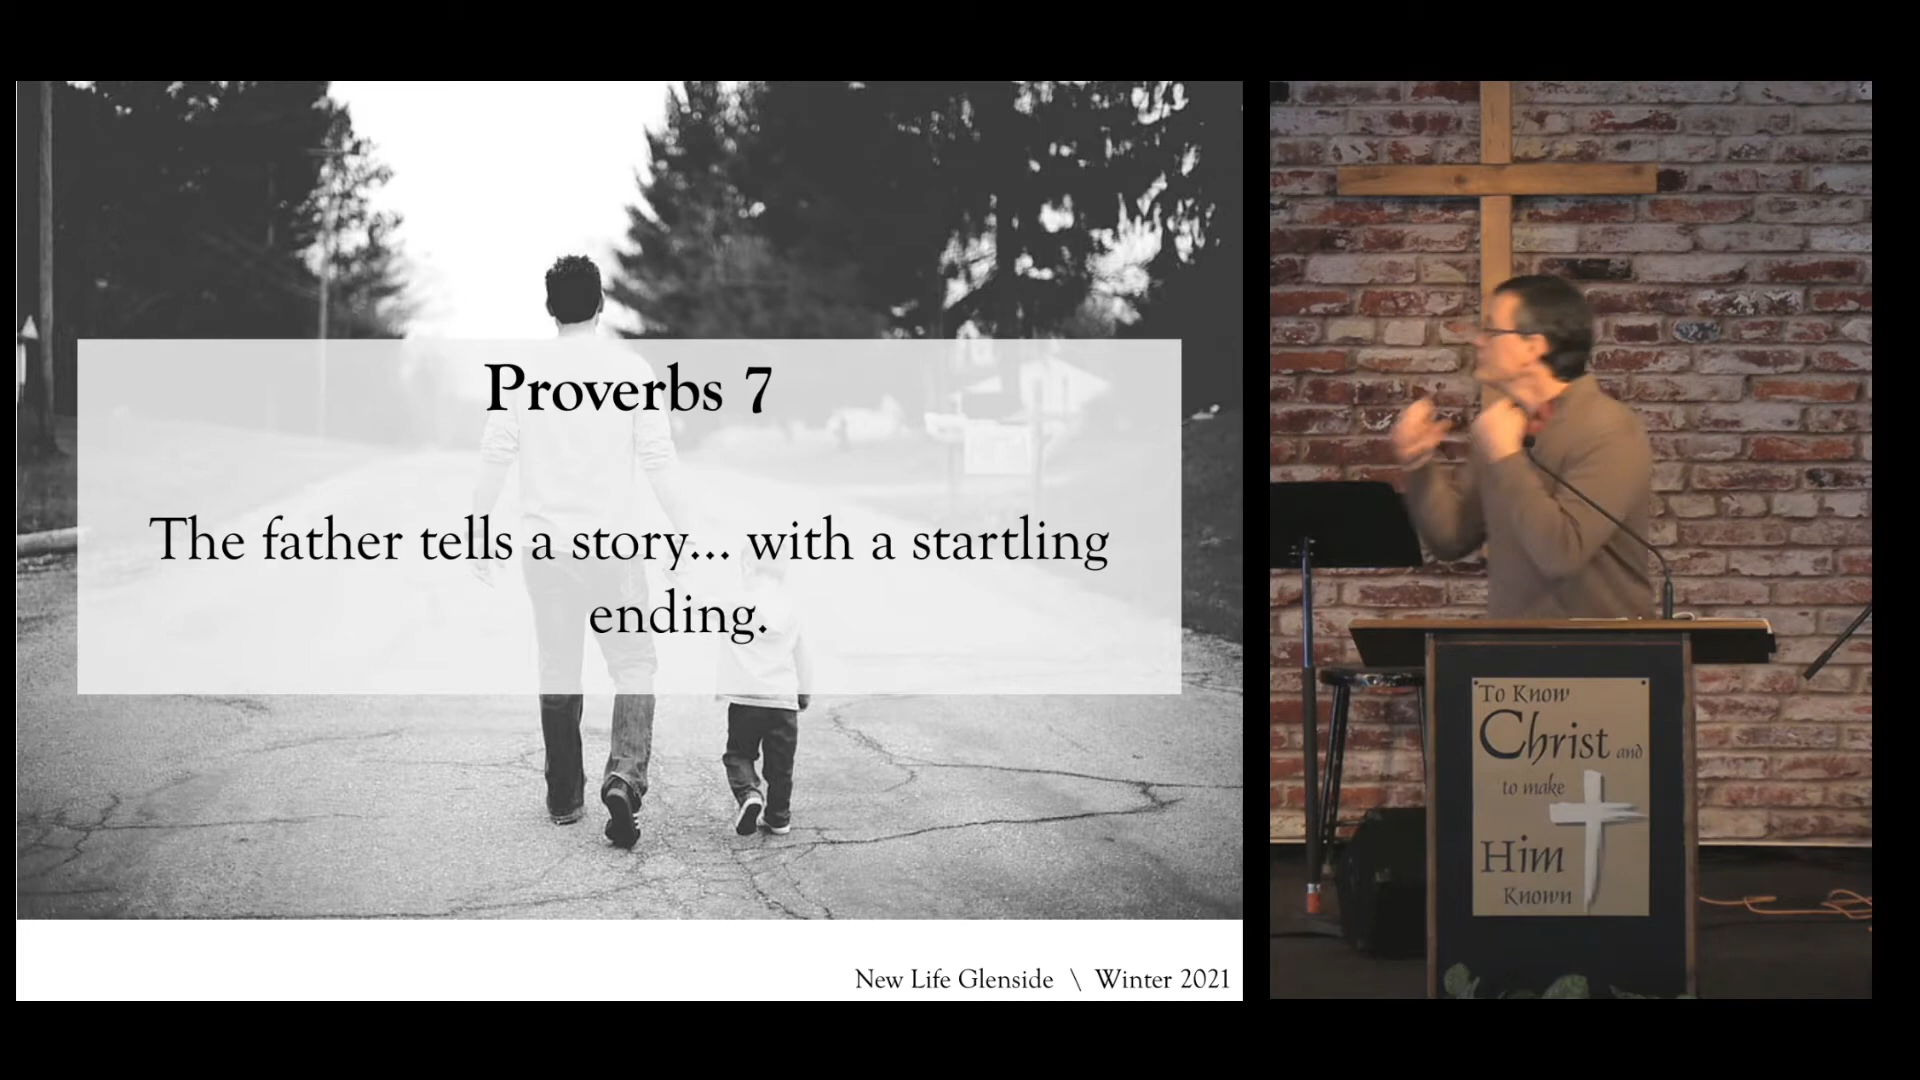 Proverbs 7
The father tells a story... with a startling
ending.
New Life Glenside \ Winter 2021
To Know
Christ and
to make
Him
Known